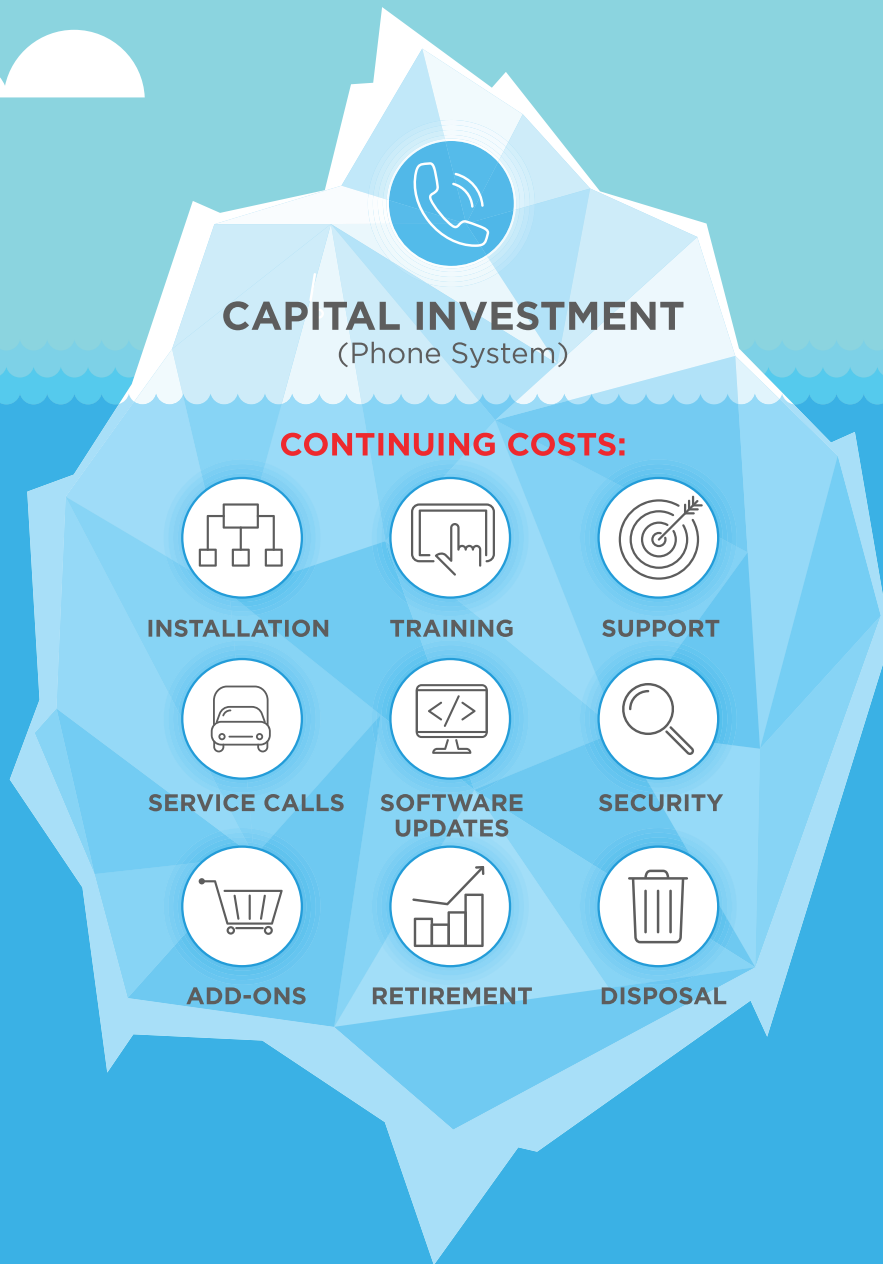 CAPITAL INVESTMENT
(Phone System)
CONTINUING COSTS:
INSTALLATION
TRAINING
SUPPORT
SERVICE CALLS
SOFTWARE
UPDATES
SECURITY
ADD-ONS
RETIREMENT
DISPOSAL